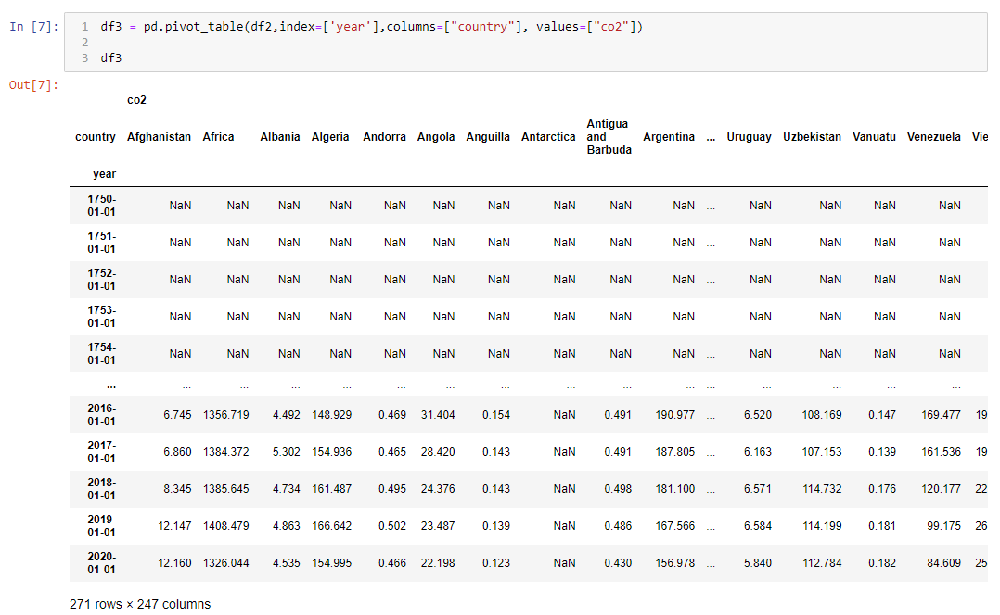 In [7]: 1 df3 = pd.pivot_table(df2,index=['year'],columns=["country"], values=["co2"])
2
3 df3
Out[7]:
co2
country Afghanistan Africa Albania Algeria Andorra Angola Anguilla Antarctica Antigua and Barbuda Argentina ... Uruguay Uzbekistan Vanuatu Venezuela Vie
year
1750-01-01 NaN NaN NaN NaN NaN NaN NaN NaN NaN NaN ... NaN NaN NaN NaN
1751-01-01 NaN NaN NaN NaN NaN NaN NaN NaN NaN NaN ... NaN NaN NaN NaN
1752-01-01 NaN NaN NaN NaN NaN NaN NaN NaN NaN NaN ... NaN NaN NaN NaN
1753-01-01 NaN NaN NaN NaN NaN NaN NaN NaN NaN NaN ... NaN NaN NaN NaN
1754-01-01 NaN NaN NaN NaN NaN NaN NaN NaN NaN NaN ... NaN NaN NaN NaN
... ... ... ... ... ... ... ... ... ... ... ... ... ... ... ...
2016-01-01 6.745 1356.719 4.492 148.929 0.469 31.404 0.154 NaN 0.491 190.977 ... 6.520 108.169 0.147 169.477 19
2017-01-01 6.860 1384.372 5.302 154.936 0.465 28.420 0.143 NaN 0.491 187.805 ... 6.163 107.153 0.139 161.536 19
2018-01-01 8.345 1385.645 4.734 161.487 0.495 24.376 0.143 NaN 0.498 181.100 ... 6.571 114.732 0.176 120.177 22
2019-01-01 12.147 1408.479 4.863 166.642 0.502 23.487 0.139 NaN 0.486 167.566 ... 6.584 114.199 0.181 99.175 26
2020-01-01 12.160 1326.044 4.535 154.995 0.466 22.198 0.123 NaN 0.430 156.978 ... 5.840 112.784 0.182 84.609 25
271 rows × 247 columns